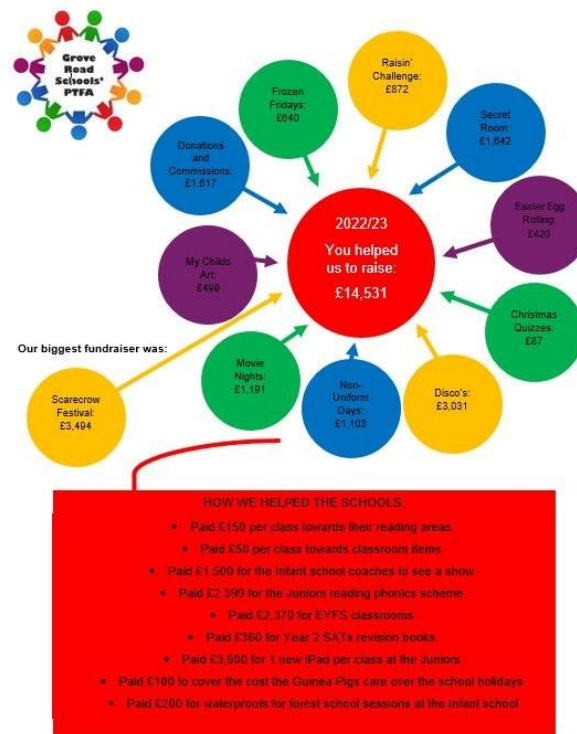 Grove
Road
Schools'
PTFA
Raisin'
Challenge:
£872
Frozen
Fridays:
£640
Secret
Room:
£1,642
Donations
and
Commissions:
£1,617
Easter Egg
Rolling:
£420
2022/23
You helped
us to raise:
£14,531
My Childs
Art:
£499
Christmas
Quizzes:
£87
Our biggest fundraiser was:
Movie
Nights:
£1,191
Non-
Uniform
Days:
£1,103
Disco's:
£3,031
Scarecrow
Festival:
£3,494
HOW WE HELPED THE SCHOOLS.
• Paid £150 per class towards their reading areas.
• Paid £50 per class towards classroom items.
• Paid £1,500 for the Infant school coaches to see a show.
• Paid £2,399 for the Juniors reading phonics scheme.
• Paid £2,370 for EYFS classrooms.
• Paid £360 for Year 2 SATs revision books.
• Paid £3,600 for 1 new iPad per class at the Juniors
• Paid £100 to cover the cost the Guinea Pigs care over the school holidays
• Paid £200 for waterproofs for forest school sessions at the Infant school